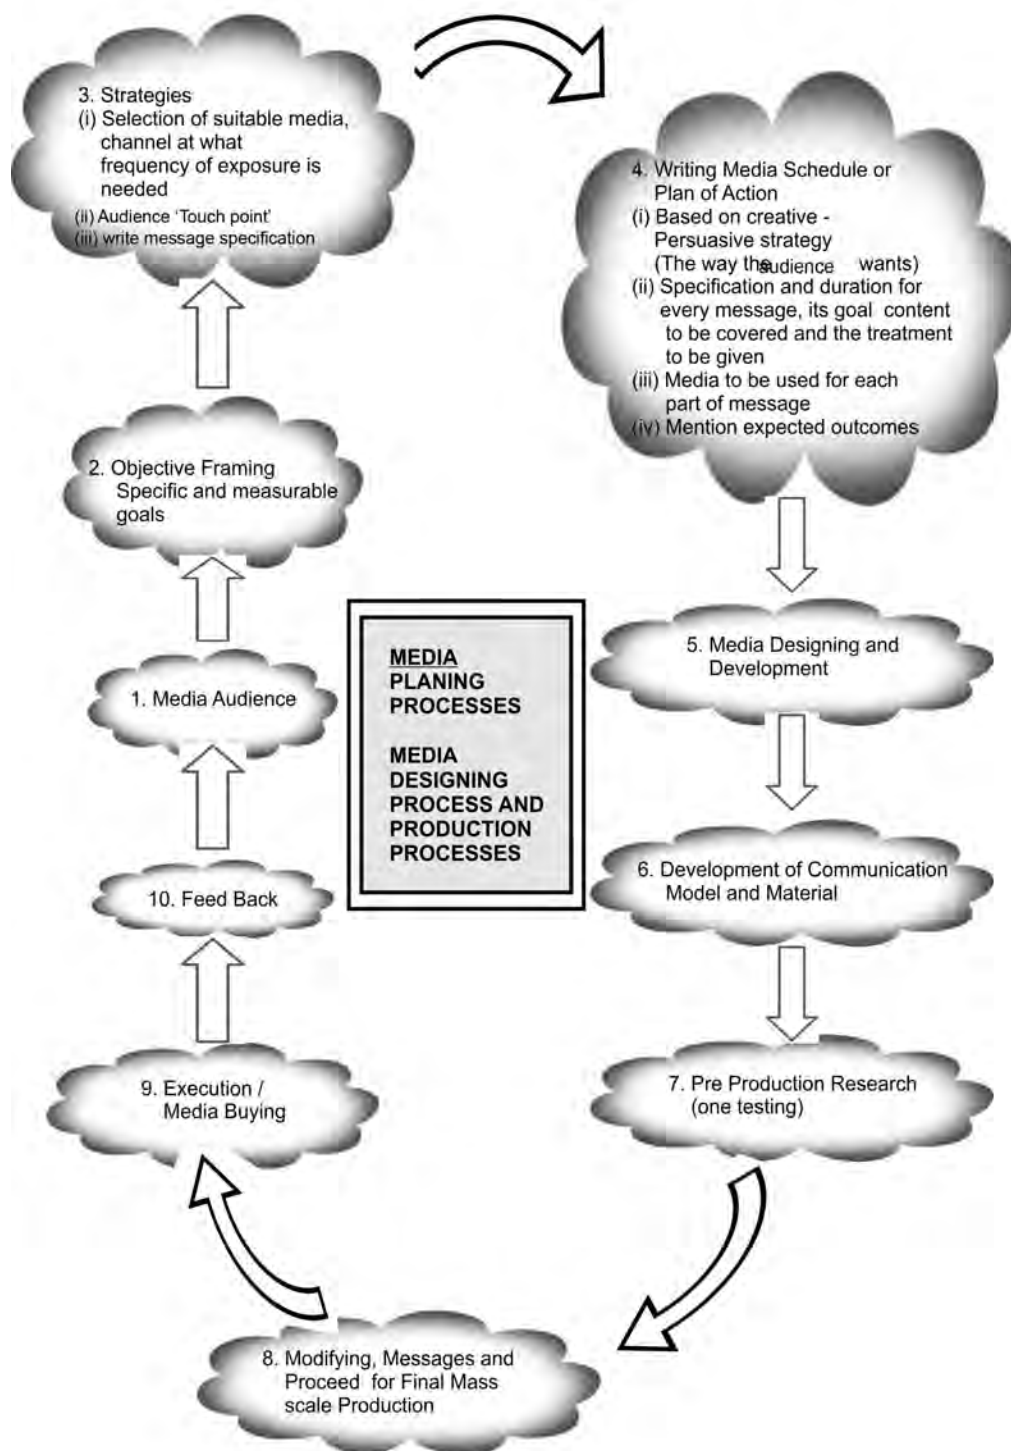 3. Strategies
(i) Selection of suitable media,
channel at what
frequency of exposure is
needed
(ii) Audience 'Touch point'
(iii) write message specification
4. Writing Media Schedule or
Plan of Action
(i) Based on creative -
Persuasive strategy
(The way the audience wants)
(ii) Specification and duration for
every message, its goal content
to be covered and the treatment
to be given
(iii) Media to be used for each
part of message
(iv) Mention expected outcomes
2. Objective Framing
Specific and measurable
goals
1. Media Audience
MEDIA
PLANING
PROCESSES
MEDIA
DESIGNING
PROCESS AND
PRODUCTION
PROCESSES
5. Media Designing and
Development
6. Development of Communication
Model and Material
10. Feed Back
7. Pre Production Research
(one testing)
9. Execution /
Media Buying
8. Modifying, Messages and
Proceed for Final Mass
scale Production